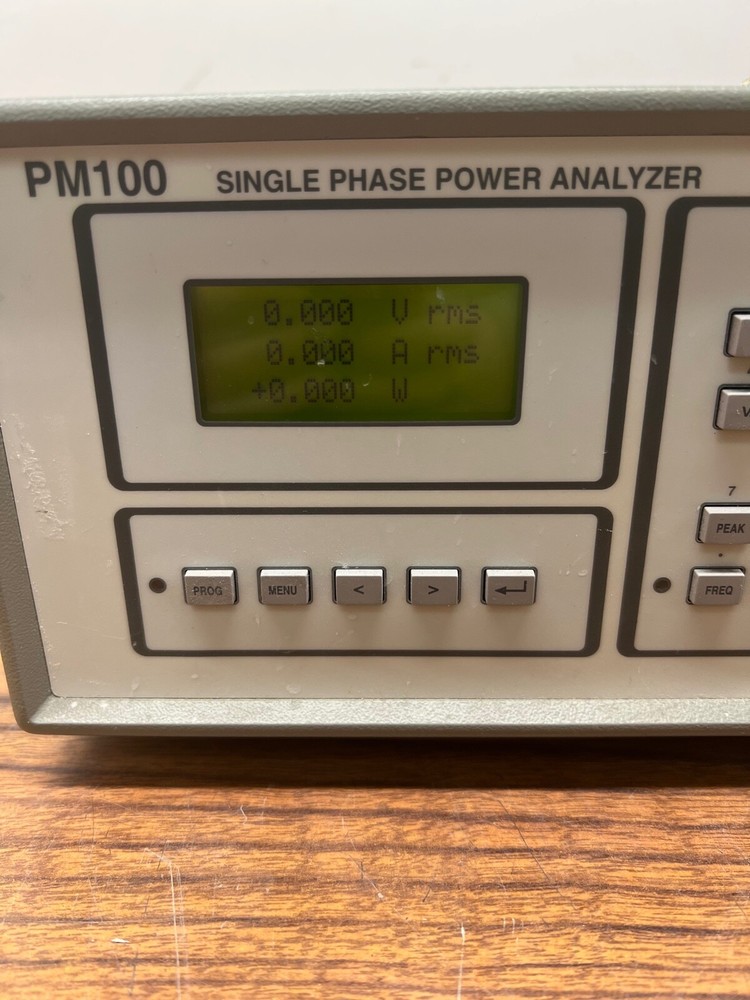 PM100 SINGLE PHASE POWER ANALYZER
0.000 V rms
0.000 A rms
+0.000 W
PROG MENU < >
7
PEAK
FREQ